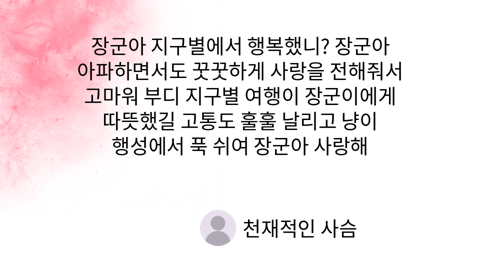 장군아 지구별에서 행복했니? 장군아
아파하면서도 꿋꿋하게 사랑을 전해줘서
고마워 부디 지구별 여행이 장군이에게
따뜻했길 고통도 훌훌 날리고 냥이
행성에서 푹 쉬여 장군아 사랑해
천재적인 사슴